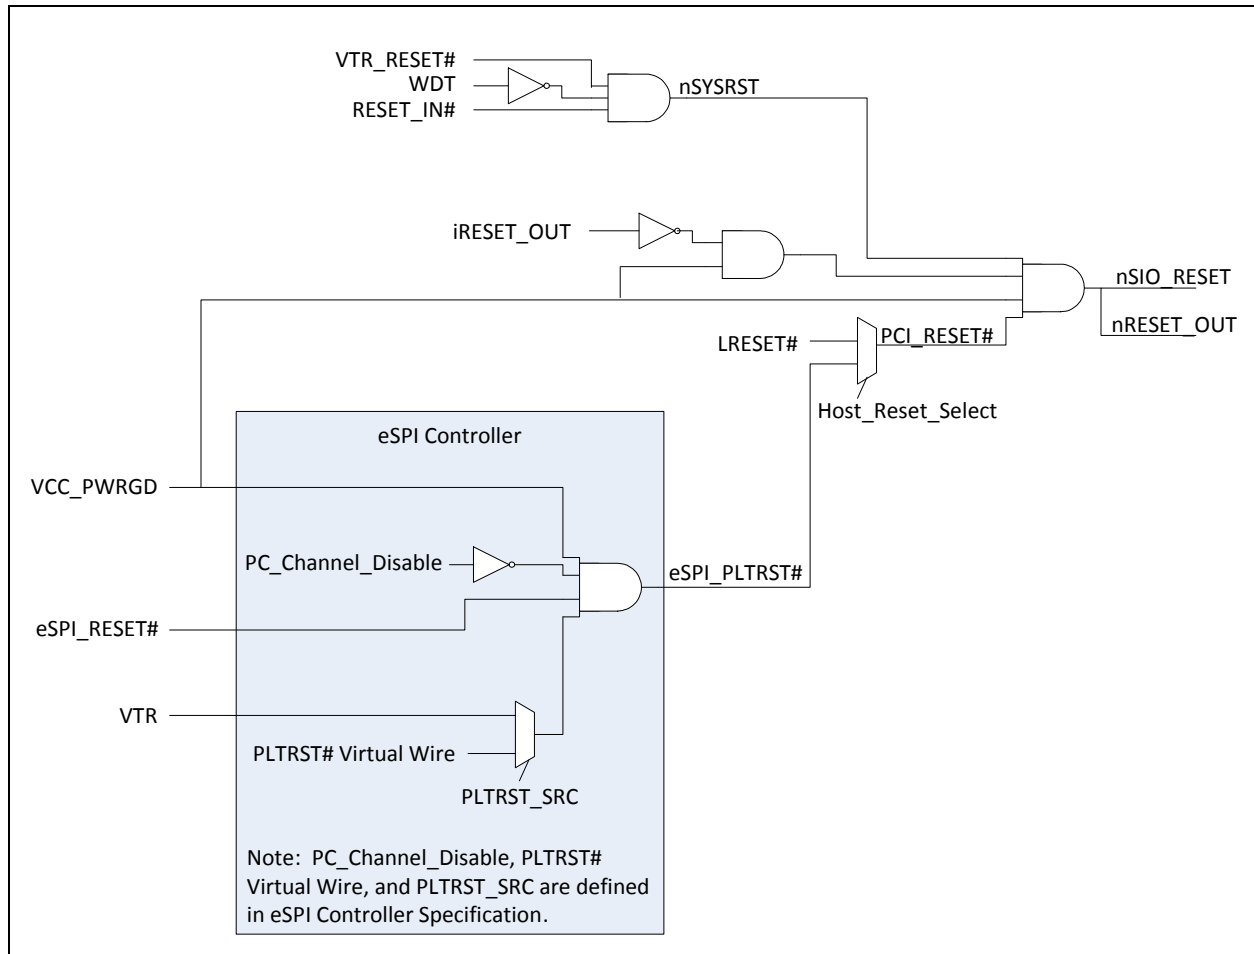 VTR_RESET#
WDT
RESET_IN#
nSYSRST
iRESET_OUT
nSIO_RESET
nRESET_OUT
LRESET#
PCI_RESET#
Host_Reset_Select
eSPI Controller
VCC_PWRGD
PC_Channel_Disable
eSPI_PLTRST#
eSPI_RESET#
VTR
PLTRST# Virtual Wire
PLTRST_SRC
Note: PC_Channel_Disable, PLTRST#
Virtual Wire, and PLTRST_SRC are defined
in eSPI Controller Specification.